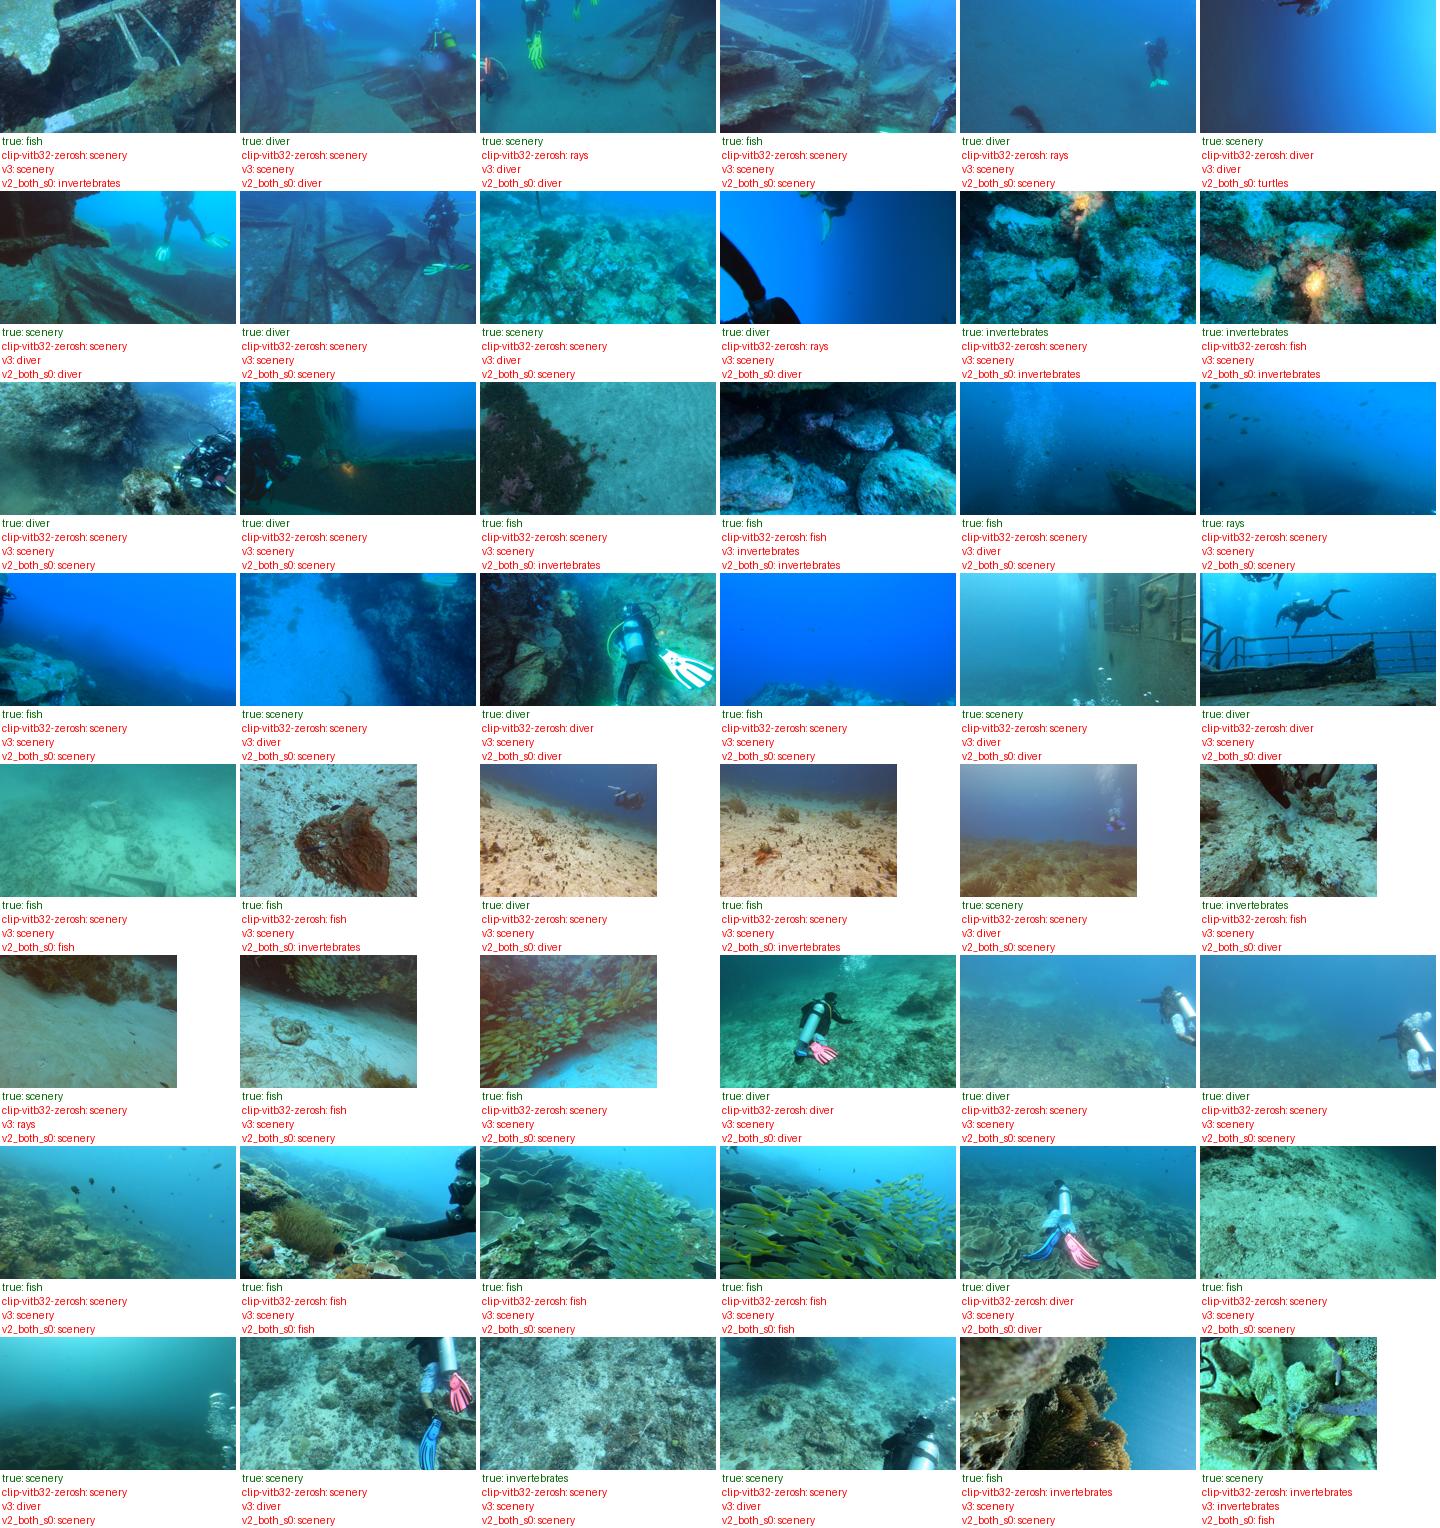 true: fish
clip-vitb32-zerosh: scenery
v3: scenery
v2_both_s0: invertebrates
true: diver
clip-vitb32-zerosh: scenery
v3: scenery
v2_both_s0: diver
true: scenery
clip-vitb32-zerosh: rays
v3: diver
v2_both_s0: diver
true: fish
clip-vitb32-zerosh: scenery
v3: scenery
v2_both_s0: scenery
true: diver
clip-vitb32-zerosh: rays
v3: scenery
v2_both_s0: scenery
true: scenery
clip-vitb32-zerosh: diver
v3: diver
v2_both_s0: turtles
true: scenery
clip-vitb32-zerosh: scenery
v3: diver
v2_both_s0: diver
true: diver
clip-vitb32-zerosh: scenery
v3: scenery
v2_both_s0: scenery
true: scenery
clip-vitb32-zerosh: scenery
v3: diver
v2_both_s0: scenery
true: diver
clip-vitb32-zerosh: rays
v3: scenery
v2_both_s0: diver
true: invertebrates
clip-vitb32-zerosh: scenery
v3: scenery
v2_both_s0: invertebrates
true: invertebrates
clip-vitb32-zerosh: fish
v3: scenery
v2_both_s0: invertebrates
true: diver
clip-vitb32-zerosh: scenery
v3: scenery
v2_both_s0: scenery
true: diver
clip-vitb32-zerosh: scenery
v3: scenery
v2_both_s0: scenery
true: fish
clip-vitb32-zerosh: scenery
v3: scenery
v2_both_s0: invertebrates
true: fish
clip-vitb32-zerosh: fish
v3: invertebrates
v2_both_s0: invertebrates
true: fish
clip-vitb32-zerosh: scenery
v3: diver
v2_both_s0: scenery
true: rays
clip-vitb32-zerosh: scenery
v3: scenery
v2_both_s0: scenery
true: fish
clip-vitb32-zerosh: scenery
v3: scenery
v2_both_s0: scenery
true: scenery
clip-vitb32-zerosh: scenery
v3: diver
v2_both_s0: scenery
true: diver
clip-vitb32-zerosh: diver
v3: scenery
v2_both_s0: diver
true: fish
clip-vitb32-zerosh: scenery
v3: scenery
v2_both_s0: scenery
true: scenery
clip-vitb32-zerosh: scenery
v3: diver
v2_both_s0: diver
true: diver
clip-vitb32-zerosh: diver
v3: scenery
v2_both_s0: diver
true: fish
clip-vitb32-zerosh: scenery
v3: scenery
v2_both_s0: fish
true: fish
clip-vitb32-zerosh: fish
v3: scenery
v2_both_s0: invertebrates
true: diver
clip-vitb32-zerosh: scenery
v3: scenery
v2_both_s0: diver
true: fish
clip-vitb32-zerosh: scenery
v3: scenery
v2_both_s0: invertebrates
true: scenery
clip-vitb32-zerosh: scenery
v3: diver
v2_both_s0: scenery
true: invertebrates
clip-vitb32-zerosh: fish
v3: scenery
v2_both_s0: diver
true: scenery
clip-vitb32-zerosh: scenery
v3: rays
v2_both_s0: scenery
true: fish
clip-vitb32-zerosh: fish
v3: scenery
v2_both_s0: scenery
true: fish
clip-vitb32-zerosh: scenery
v3: scenery
v2_both_s0: scenery
true: diver
clip-vitb32-zerosh: diver
v3: scenery
v2_both_s0: diver
true: diver
clip-vitb32-zerosh: scenery
v3: scenery
v2_both_s0: scenery
true: diver
clip-vitb32-zerosh: scenery
v3: scenery
v2_both_s0: scenery
true: fish
clip-vitb32-zerosh: scenery
v3: scenery
v2_both_s0: scenery
true: fish
clip-vitb32-zerosh: fish
v3: scenery
v2_both_s0: fish
true: fish
clip-vitb32-zerosh: fish
v3: scenery
v2_both_s0: scenery
true: fish
clip-vitb32-zerosh: fish
v3: scenery
v2_both_s0: fish
true: diver
clip-vitb32-zerosh: diver
v3: scenery
v2_both_s0: diver
true: fish
clip-vitb32-zerosh: scenery
v3: scenery
v2_both_s0: scenery
true: scenery
clip-vitb32-zerosh: scenery
v3: diver
v2_both_s0: scenery
true: scenery
clip-vitb32-zerosh: scenery
v3: diver
v2_both_s0: scenery
true: invertebrates
clip-vitb32-zerosh: scenery
v3: scenery
v2_both_s0: scenery
true: scenery
clip-vitb32-zerosh: scenery
v3: diver
v2_both_s0: scenery
true: fish
clip-vitb32-zerosh: invertebrates
v3: scenery
v2_both_s0: scenery
true: scenery
clip-vitb32-zerosh: invertebrates
v3: invertebrates
v2_both_s0: fish